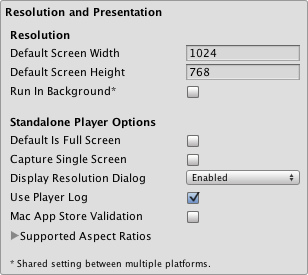 Resolution and Presentation
Resolution
Default Screen Width 1024
Default Screen Height 768
Run In Background*
Standalone Player Options
Default Is Full Screen
Capture Single Screen
Display Resolution Dialog Enabled
Use Player Log
Mac App Store Validation
Supported Aspect Ratios
* Shared setting between multiple platforms.